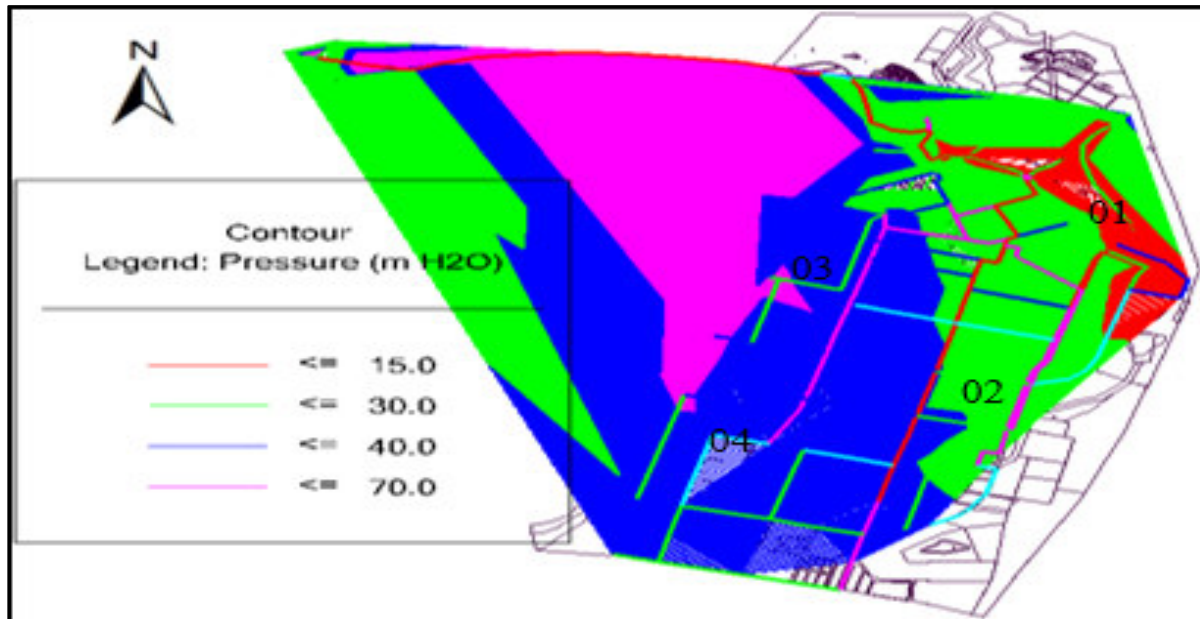 N
Contour
Legend: Pressure (m H2O)
<= 15.0
<= 30.0
<= 40.0
<= 70.0
01
03
02
04